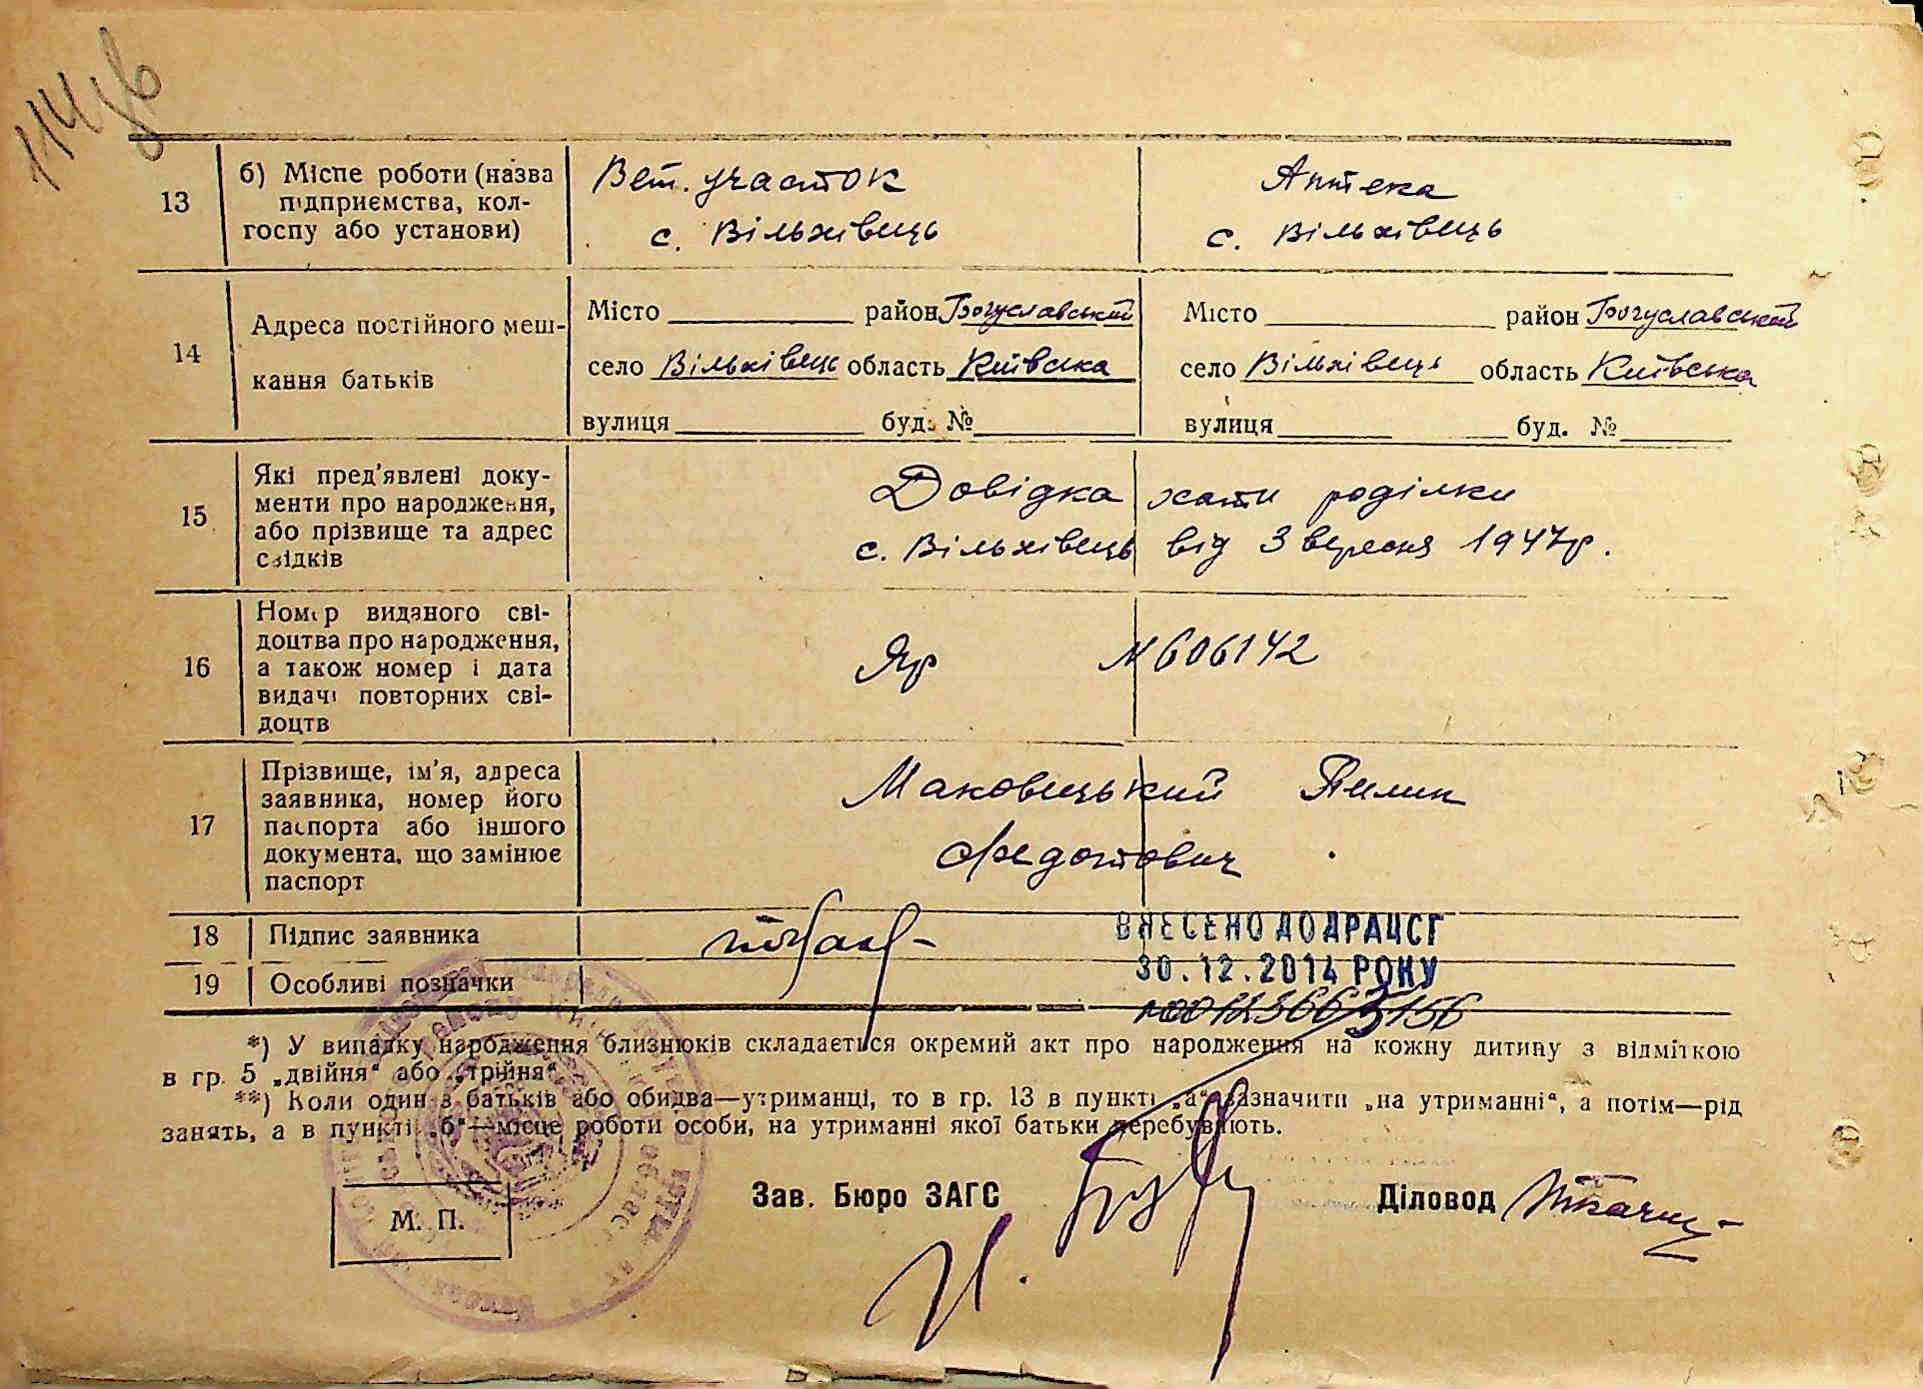 114зв
13
б) Місце роботи (назва
підприємства, кол-
госпу або установи)
Вет. участок
с. Вільхівець
Аптека
с. Вільхівець
14
Адреса постійного меш-
кання батьків
Місто район Богуславський
село Вільхівець область Київська
вулиця буд. №
Місто район Богуславський
село Вільхівець область Київська
вулиця буд. №
15
Які пред'явлені доку-
менти про народження,
або прізвище та адрес
свідків
Довідка хати роділки
с. Вільхівець від 3 вересня 1947р.
16
Номер виданого сві-
доцтва про народження,
а також номер і дата
видачі повторних сві-
доцтв
Яр №606142
17
Прізвище, ім'я, адреса
заявника, номер його
паспорта або іншого
документа, що замінює
паспорт
Маковецький Пилип
Федотович
18
Підпис заявника
19
Особливі позначки
ВНЕСЕНО ДО ДРАЦСГ
30.12.2014 РОКУ
*) У випадку народження близнюків складається окремий акт про народження на кожну дитину з відміткою
в гр. 5 „двійня“ або „трійня“
**) Коли один з батьків або обидва—утриманці, то в гр. 13 в пункті „а“ зазначити „на утриманні“, а потім—рід
занять, а в пункті „б“—місце роботи особи, на утриманні якої батьки перебувають.
М. П.
Зав. Бюро ЗАГС
Діловод